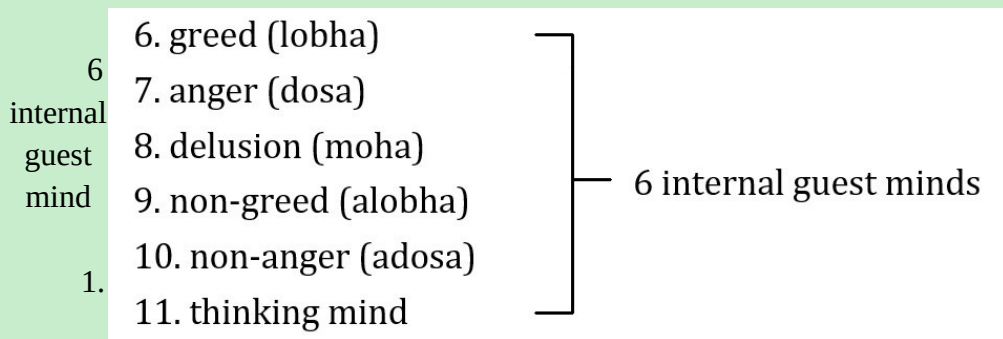 6
internal
guest
mind
1.
6. greed (lobha)
7. anger (dosa)
8. delusion (moha)
9. non-greed (alobha)
10. non-anger (adosa)
11. thinking mind
6 internal guest minds